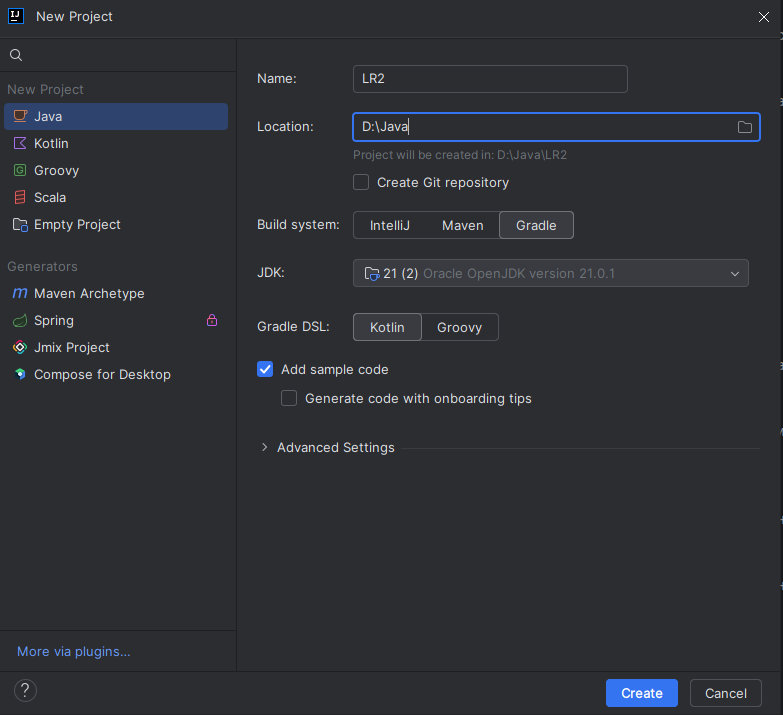 New Project
New Project
Java
Kotlin
Groovy
Scala
Empty Project
Generators
Maven Archetype
Spring
Jmix Project
Compose for Desktop
More via plugins...
Name: LR2
Location: D:\Java
Project will be created in: D:\Java\LR2
Create Git repository
Build system: IntelliJ Maven Gradle
JDK: 21 (2) Oracle OpenJDK version 21.0.1
Gradle DSL: Kotlin Groovy
Add sample code
Generate code with onboarding tips
Advanced Settings
? Create Cancel